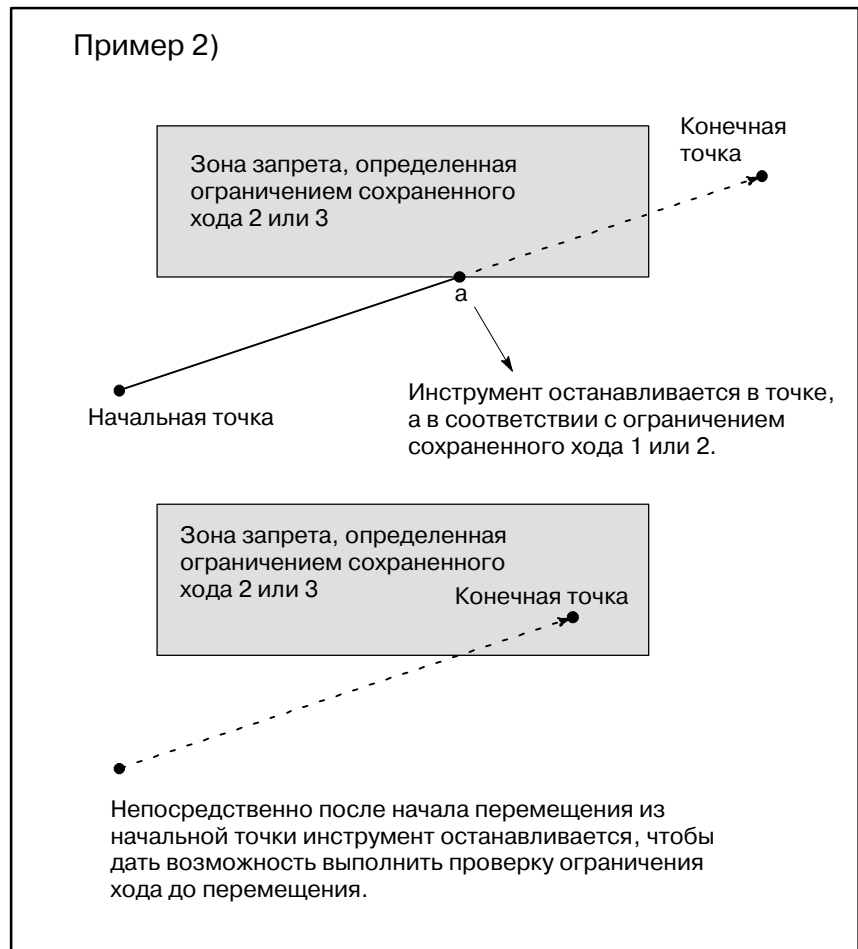 Пример 2)
Зона запрета, определенная
ограничением сохраненного
хода 2 или 3
Конечная
точка
а
Начальная точка
Инструмент останавливается в точке,
а в соответствии с ограничением
сохраненного хода 1 или 2.
Зона запрета, определенная
ограничением сохраненного
хода 2 или 3
Конечная точка
Непосредственно после начала перемещения из
начальной точки инструмент останавливается, чтобы
дать возможность выполнить проверку ограничения
хода до перемещения.